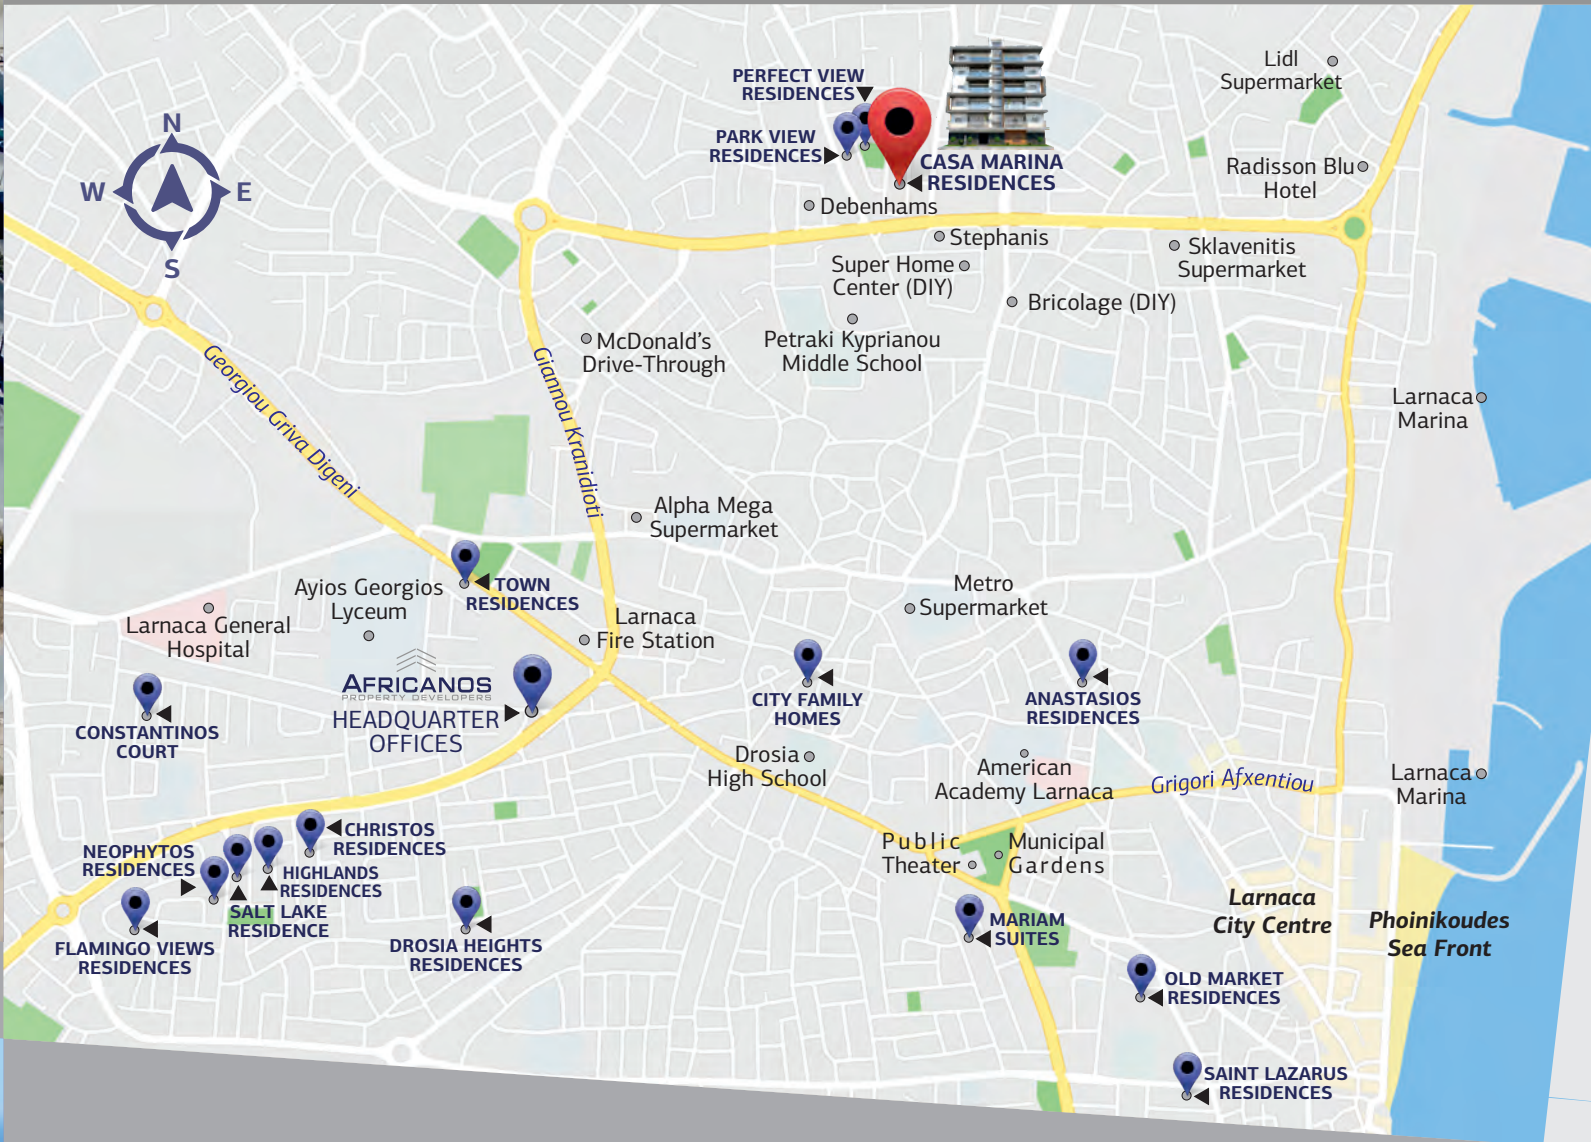 Lidl
Supermarket
PERFECT VIEW
RESIDENCES
PARK VIEW
RESIDENCES
CASA MARINA
RESIDENCES
Radisson Blu
Hotel
N
W
E
S
Debenhams
Stephanis
Sklavenitis
Supermarket
Super Home
Center (DIY)
Bricolage (DIY)
McDonald's
Drive-Through
Petraki Kyprianou
Middle School
Georgiou Griva Digeni
Giannou Kranidioti
Larnaca
Marina
Alpha Mega
Supermarket
Ayios Georgios
Lyceum
TOWN
RESIDENCES
Metro
Supermarket
Larnaca General
Hospital
Larnaca
Fire Station
AFRICANOS
PROPERTY DEVELOPERS
HEADQUARTER
OFFICES
CONSTANTINOS
COURT
CITY FAMILY
HOMES
ANASTASIOS
RESIDENCES
Drosia
High School
American
Academy Larnaca
Grigori Afxentiou
Larnaca
Marina
CHRISTOS
RESIDENCES
NEOPHYTOS
RESIDENCES
HIGHLANDS
RESIDENCES
SALT LAKE
RESIDENCE
FLAMINGO VIEWS
RESIDENCES
DROSIA HEIGHTS
RESIDENCES
Public
Theater
Municipal
Gardens
MARIAM
SUITES
Larnaca
City Centre
Phoinikoudes
Sea Front
OLD MARKET
RESIDENCES
SAINT LAZARUS
RESIDENCES